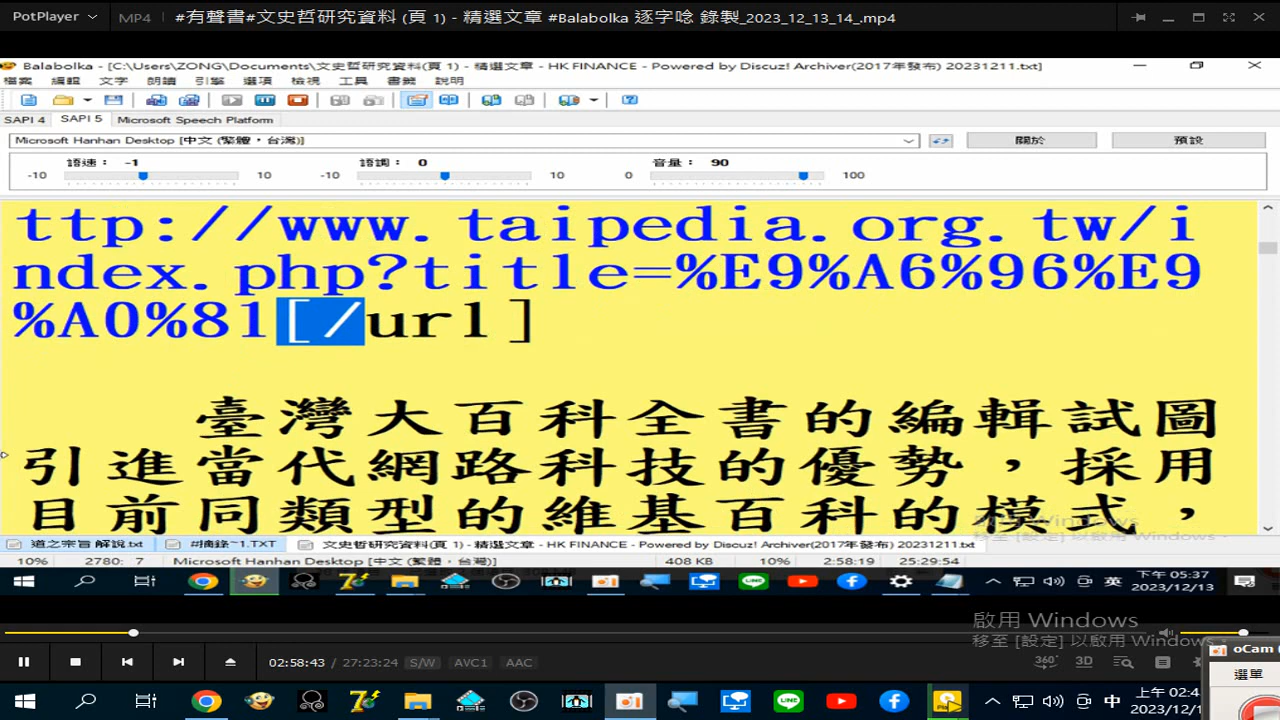 PotPlayer MP4 #有聲書#文史哲研究資料 (頁 1) - 精選文章 #Balabolka 逐字唸 錄製_2023_12_13_14_.mp4
Balabolka - [C:\Users\ZONG\Documents\文史哲研究資料(頁 1) - 精選文章 - HK FINANCE - Powered by Discuz! Archiver(2017年發布) 20231211.txt]
檔案 編輯 文字 朗讀 引擎 選項 檢視 工具 書籤 說明
SAPI 4 SAPI 5 Microsoft Speech Platform
Microsoft Hanhan Desktop [中文 (繁體，台灣)] 關於 預設
語速： -1 語調： 0 音量： 90
-10 10 -10 10 0 100
ttp://www.taipedia.org.tw/i
ndex.php?title=%E9%A6%96%E9
%A0%81[/url]
臺灣大百科全書的編輯試圖
引進當代網路科技的優勢，採用
目前同類型的維基百科的模式，
道之宗旨 解說.txt #摘錄~1.TXT 文史哲研究資料(頁 1) - 精選文章 - HK FINANCE - Powered by Discuz! Archiver(2017年發布) 20231211.txt
10% 2780: 7 Microsoft Hanhan Desktop [中文 (繁體，台灣)] 408 KB 10% 2:58:19 25:29:54
英 下午 05:37
2023/12/13
啟用 Windows
移至 [設定] 以啟用 Windows。
02:58:43 / 27:23:24 S/W AVC1 AAC 360° 3D
oCam
選單
中 上午 02:4
2023/12/1